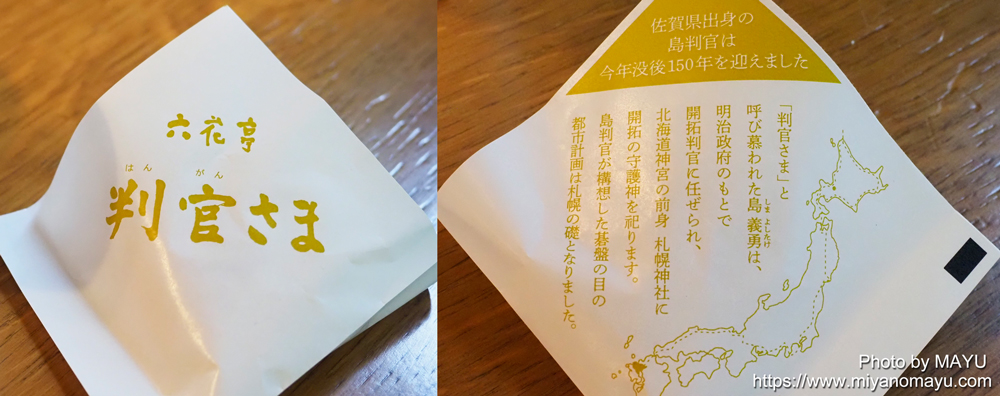 六花亭
はん がん
判官さま
佐賀県出身の
島判官は
今年没後150年を迎えました
「判官さま」と
呼び慕われた島 義勇は、
しま よしたけ
明治政府のもとで
開拓判官に任ぜられ、
北海道神宮の前身 札幌神社に
開拓の守護神を祀ります。
島判官が構想した碁盤の目の
都市計画は札幌の礎となりました。
Photo by MAYU
https://www.miyanomayu.com/